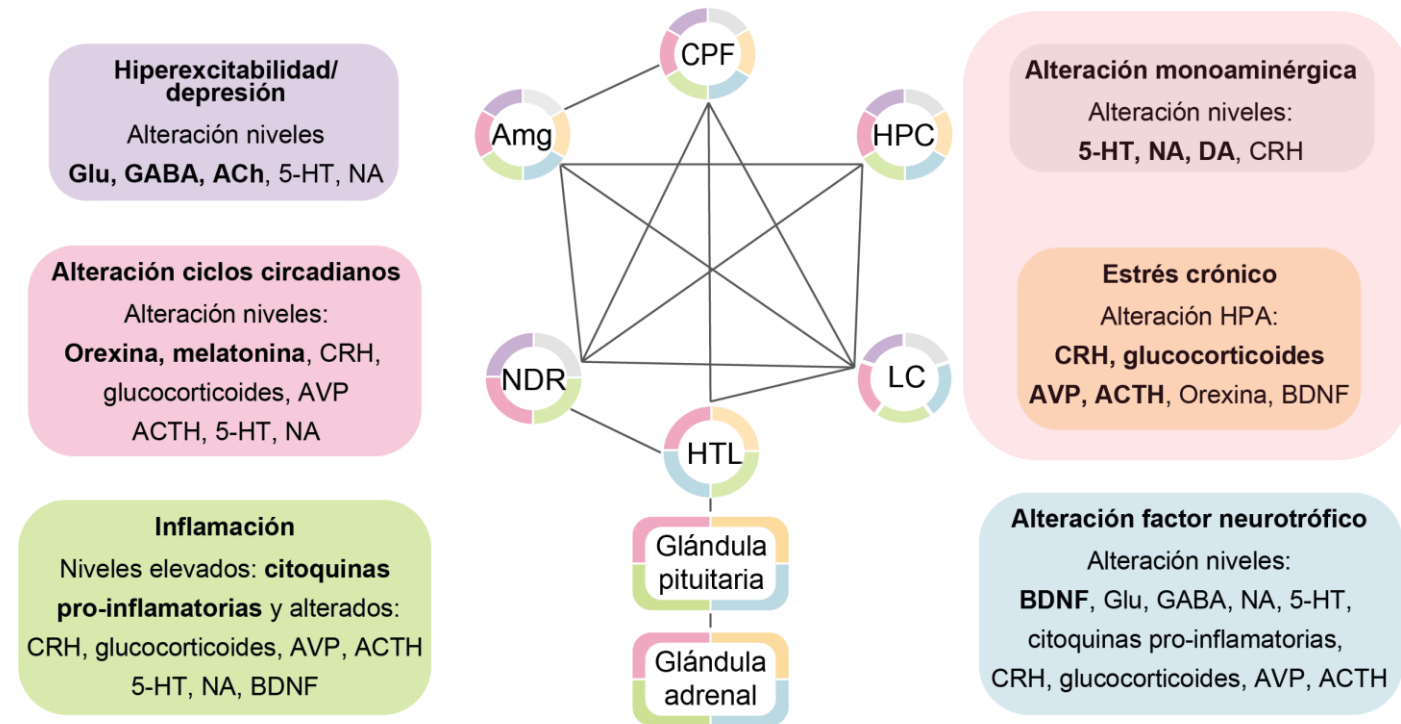 Hiperexcitabilidad/
depresión
Alteración niveles
Glu, GABA, ACh, 5-HT, NA
Alteración ciclos circadianos
Alteración niveles:
Orexina, melatonina, CRH,
glucocorticoides, AVP
ACTH, 5-HT, NA
Inflamación
Niveles elevados: citoquinas
pro-inflamatorias y alterados:
CRH, glucocorticoides, AVP, ACTH
5-HT, NA, BDNF
CPF
Amg
HPC
NDR
LC
HTL
Glándula
pituitaria
Glándula
adrenal
Alteración monoaminérgica
Alteración niveles:
5-HT, NA, DA, CRH
Estrés crónico
Alteración HPA:
CRH, glucocorticoides
AVP, ACTH, Orexina, BDNF
Alteración factor neurotrófico
Alteración niveles:
BDNF, Glu, GABA, NA, 5-HT,
citoquinas pro-inflamatorias,
CRH, glucocorticoides, AVP, ACTH